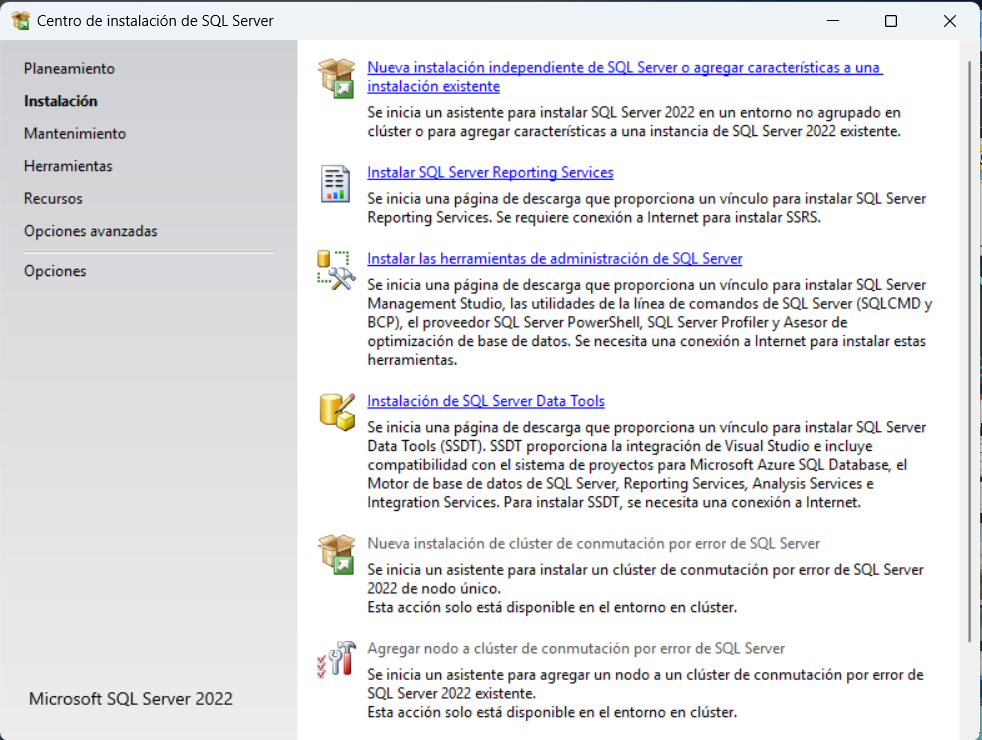 Centro de instalación de SQL Server
Planeamiento
Instalación
Mantenimiento
Herramientas
Recursos
Opciones avanzadas
Opciones
Microsoft SQL Server 2022
Nueva instalación independiente de SQL Server o agregar características a una
instalación existente
Se inicia un asistente para instalar SQL Server 2022 en un entorno no agrupado en
clúster o para agregar características a una instancia de SQL Server 2022 existente.
Instalar SQL Server Reporting Services
Se inicia una página de descarga que proporciona un vínculo para instalar SQL Server
Reporting Services. Se requiere conexión a Internet para instalar SSRS.
Instalar las herramientas de administración de SQL Server
Se inicia una página de descarga que proporciona un vínculo para instalar SQL Server
Management Studio, las utilidades de la línea de comandos de SQL Server (SQLCMD y
BCP), el proveedor SQL Server PowerShell, SQL Server Profiler y Asesor de
optimización de base de datos. Se necesita una conexión a Internet para instalar estas
herramientas.
Instalación de SQL Server Data Tools
Se inicia una página de descarga que proporciona un vínculo para instalar SQL Server
Data Tools (SSDT). SSDT proporciona la integración de Visual Studio e incluye
compatibilidad con el sistema de proyectos para Microsoft Azure SQL Database, el
Motor de base de datos de SQL Server, Reporting Services, Analysis Services e
Integration Services. Para instalar SSDT, se necesita una conexión a Internet.
Nueva instalación de clúster de conmutación por error de SQL Server
Se inicia un asistente para instalar un clúster de conmutación por error de SQL Server
2022 de nodo único.
Esta acción solo está disponible en el entorno en clúster.
Agregar nodo a clúster de conmutación por error de SQL Server
Se inicia un asistente para agregar un nodo a un clúster de conmutación por error de
SQL Server 2022 existente.
Esta acción solo está disponible en el entorno en clúster.